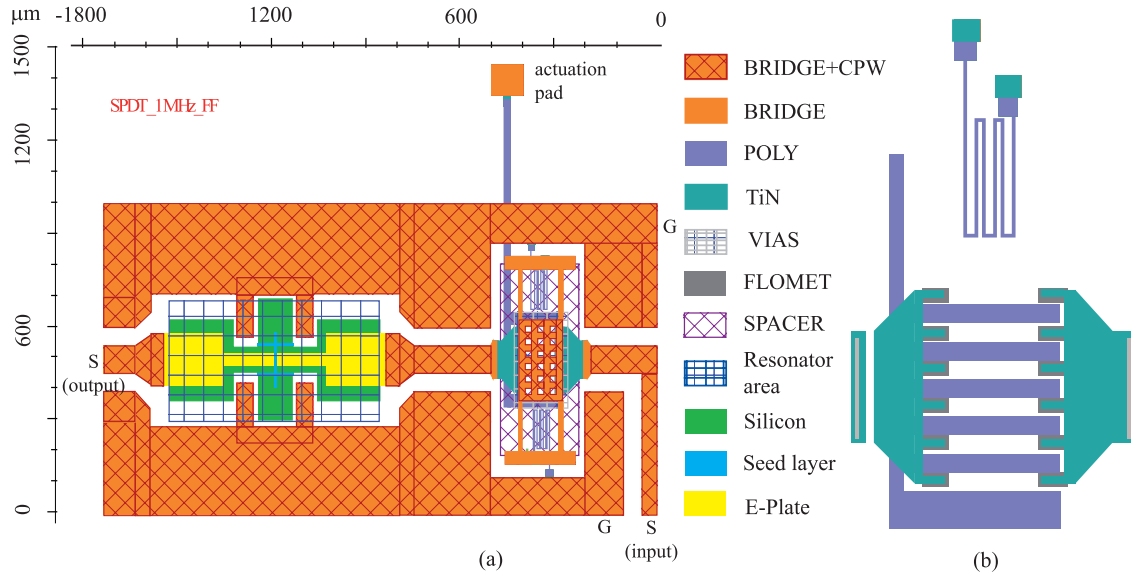 μm -1800 1200 600 0
1500
1200
600
0
SPDT_1MHz_FF
actuation
pad
G
S
(output)
G
S
(input)
(a)
BRIDGE+CPW
BRIDGE
POLY
TiN
VIAS
FLOMET
SPACER
Resonator
area
Silicon
Seed layer
E-Plate
(b)